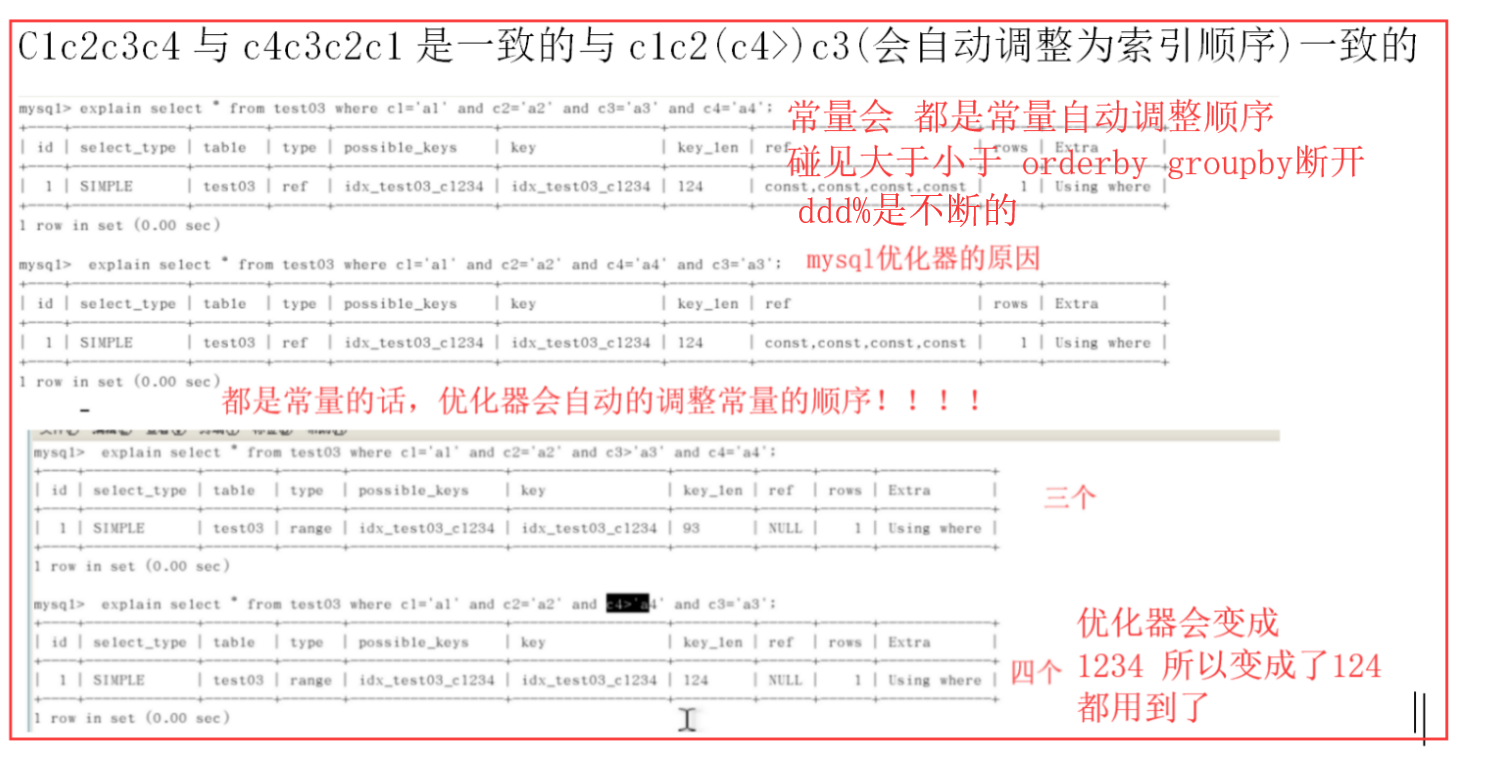 C1c2c3c4 与 c4c3c2c1 是一致的与 c1c2(c4>)c3(会自动调整为索引顺序)一致的
mysql> explain select * from test03 where c1='a1' and c2='a2' and c3='a3' and c4='a4';
常量会 都是常量自动调整顺序
| id | select_type | table | type | possible_keys | key | key_len | ref | rows | Extra |
碰见大于小于 orderby groupby断开
| 1 | SIMPLE | test03 | ref | idx_test03_c1234 | idx_test03_c1234 | 124 | const,const,const,const | 1 | Using where |
ddd%是不断的
1 row in set (0.00 sec)
mysql> explain select * from test03 where c1='a1' and c2='a2' and c4='a4' and c3='a3';
mysql优化器的原因
| id | select_type | table | type | possible_keys | key | key_len | ref | rows | Extra |
| 1 | SIMPLE | test03 | ref | idx_test03_c1234 | idx_test03_c1234 | 124 | const,const,const,const | 1 | Using where |
1 row in set (0.00 sec)
都是常量的话，优化器会自动的调整常量的顺序！！！！
mysql> explain select * from test03 where c1='a1' and c2='a2' and c3>'a3' and c4='a4';
| id | select_type | table | type | possible_keys | key | key_len | ref | rows | Extra |
三个
| 1 | SIMPLE | test03 | range | idx_test03_c1234 | idx_test03_c1234 | 93 | NULL | 1 | Using where |
1 row in set (0.00 sec)
mysql> explain select * from test03 where c1='a1' and c2='a2' and c4>'a4' and c3='a3';
| id | select_type | table | type | possible_keys | key | key_len | ref | rows | Extra |
| 1 | SIMPLE | test03 | range | idx_test03_c1234 | idx_test03_c1234 | 124 | NULL | 1 | Using where |
四个
优化器会变成
1234 所以变成了124
都用到了
1 row in set (0.00 sec)